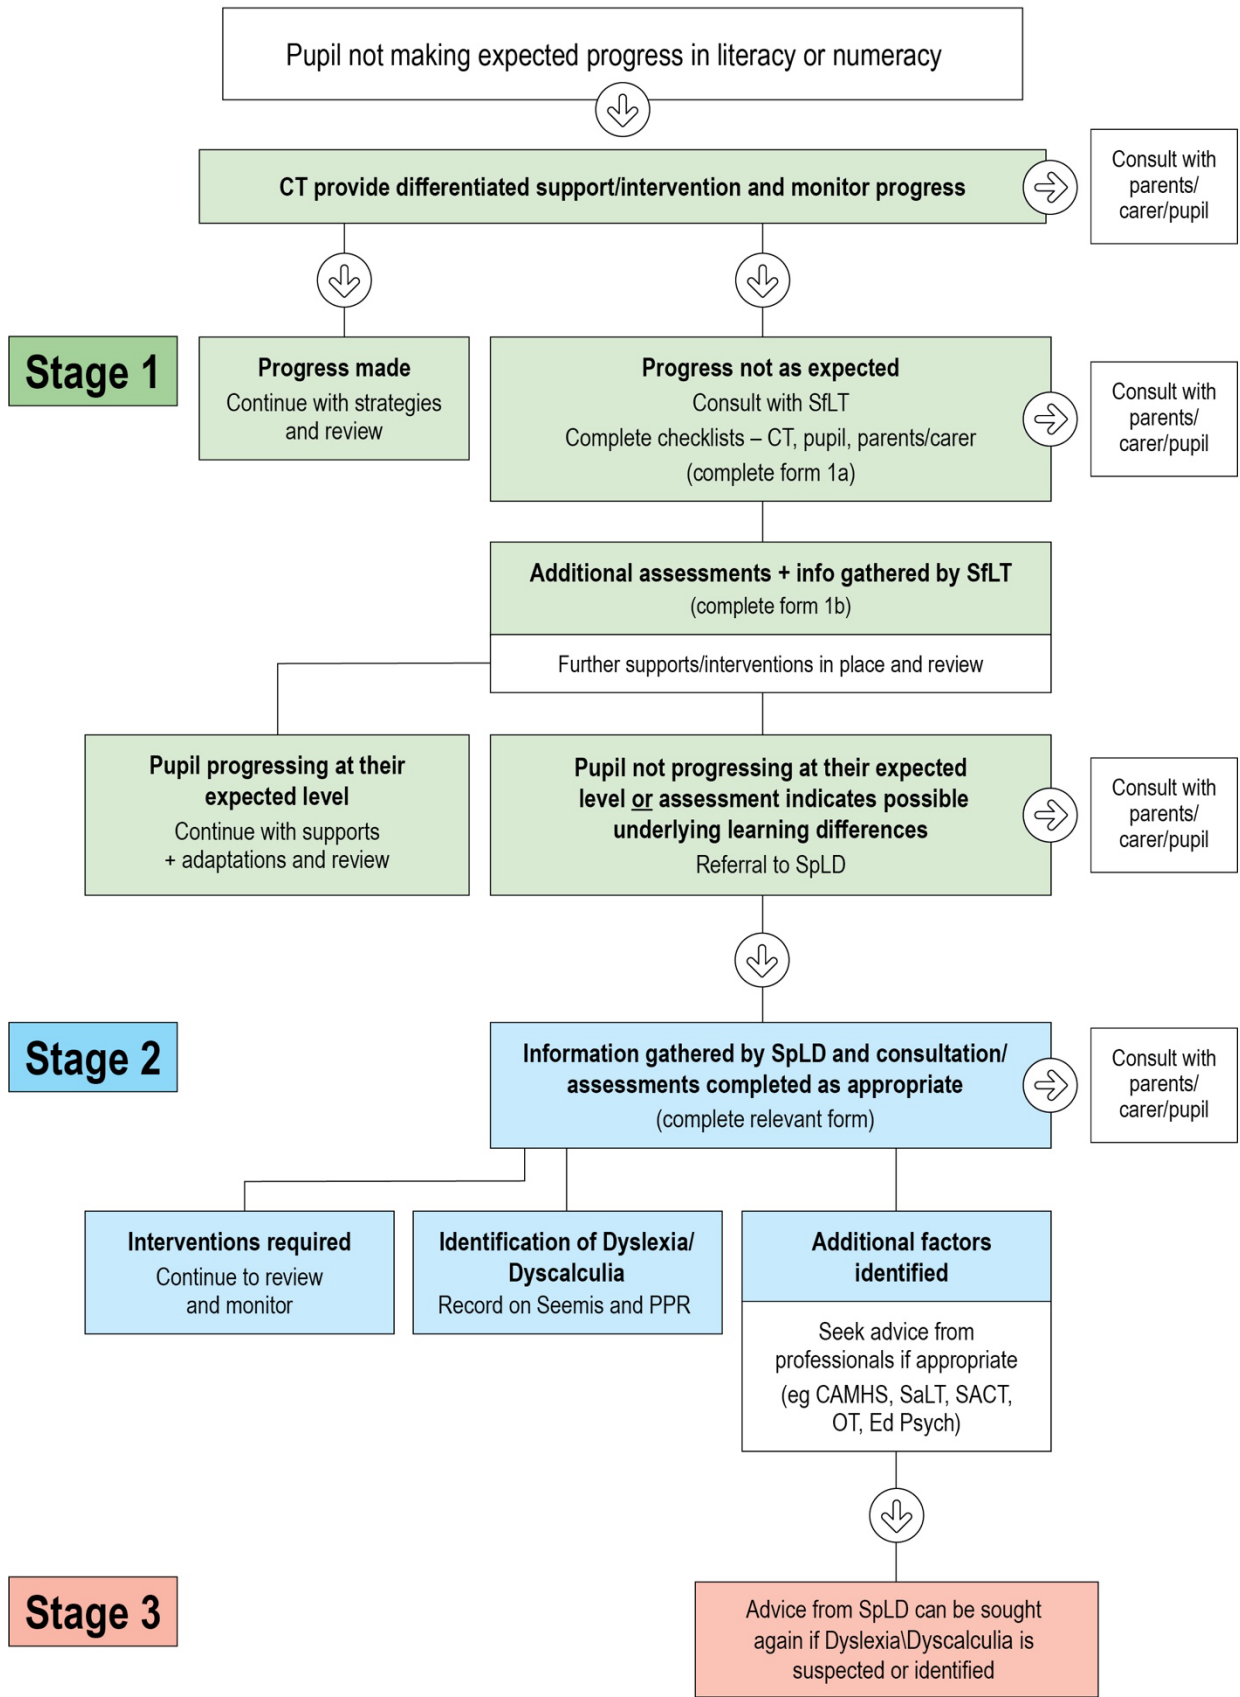 Pupil not making expected progress in literacy or numeracy
CT provide differentiated support/intervention and monitor progress
Consult with
parents/
carer/pupil
Stage 1
Progress made
Continue with strategies
and review
Progress not as expected
Consult with SfLT
Complete checklists – CT, pupil, parents/carer
(complete form 1a)
Consult with
parents/
carer/pupil
Additional assessments + info gathered by SfLT
(complete form 1b)
Further supports/interventions in place and review
Pupil progressing at their
expected level
Continue with supports
+ adaptations and review
Pupil not progressing at their expected
level or assessment indicates possible
underlying learning differences
Referral to SpLD
Consult with
parents/
carer/pupil
Stage 2
Information gathered by SpLD and consultation/
assessments completed as appropriate
(complete relevant form)
Consult with
parents/
carer/pupil
Interventions required
Continue to review
and monitor
Identification of Dyslexia/
Dyscalculia
Record on Seemis and PPR
Additional factors
identified
Seek advice from
professionals if appropriate
(eg CAMHS, SaLT, SACT,
OT, Ed Psych)
Stage 3
Advice from SpLD can be sought
again if Dyslexia\Dyscalculia is
suspected or identified